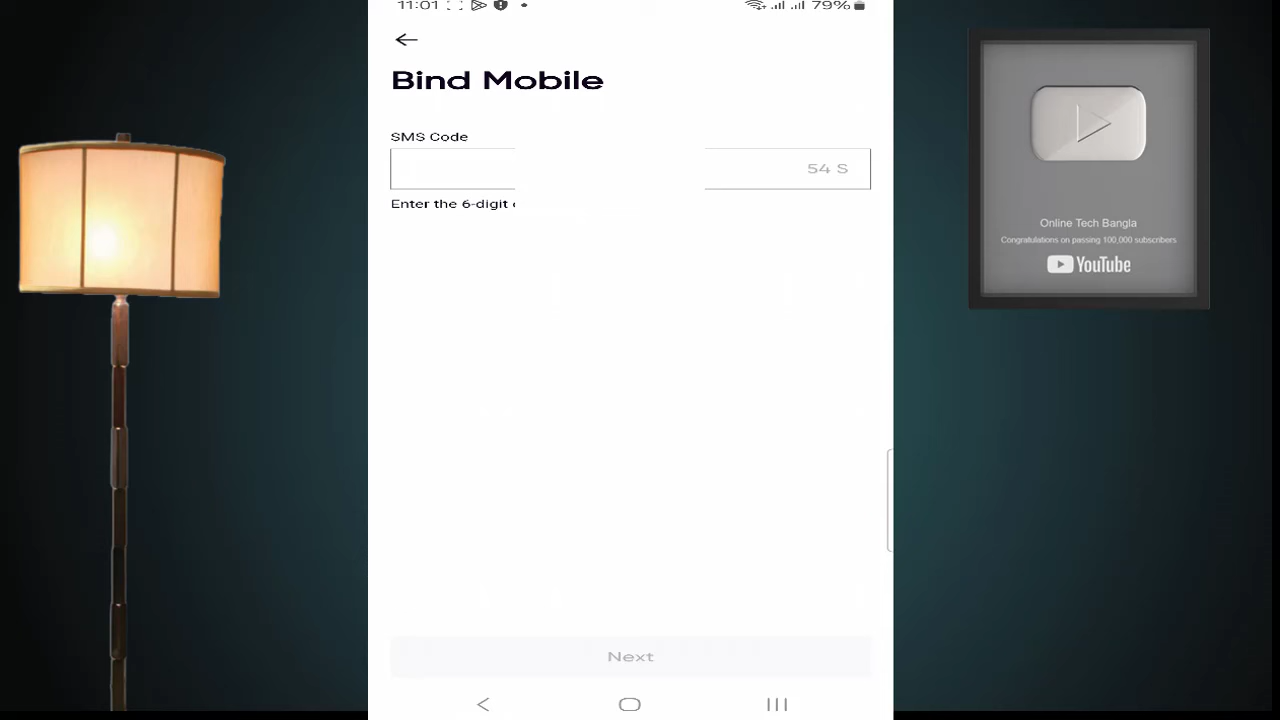 11:01
79%
Bind Mobile
SMS Code
54 S
Enter the 6-digit
Next
Online Tech Bangla
Congratulations on passing 100,000 subscribers
YouTube